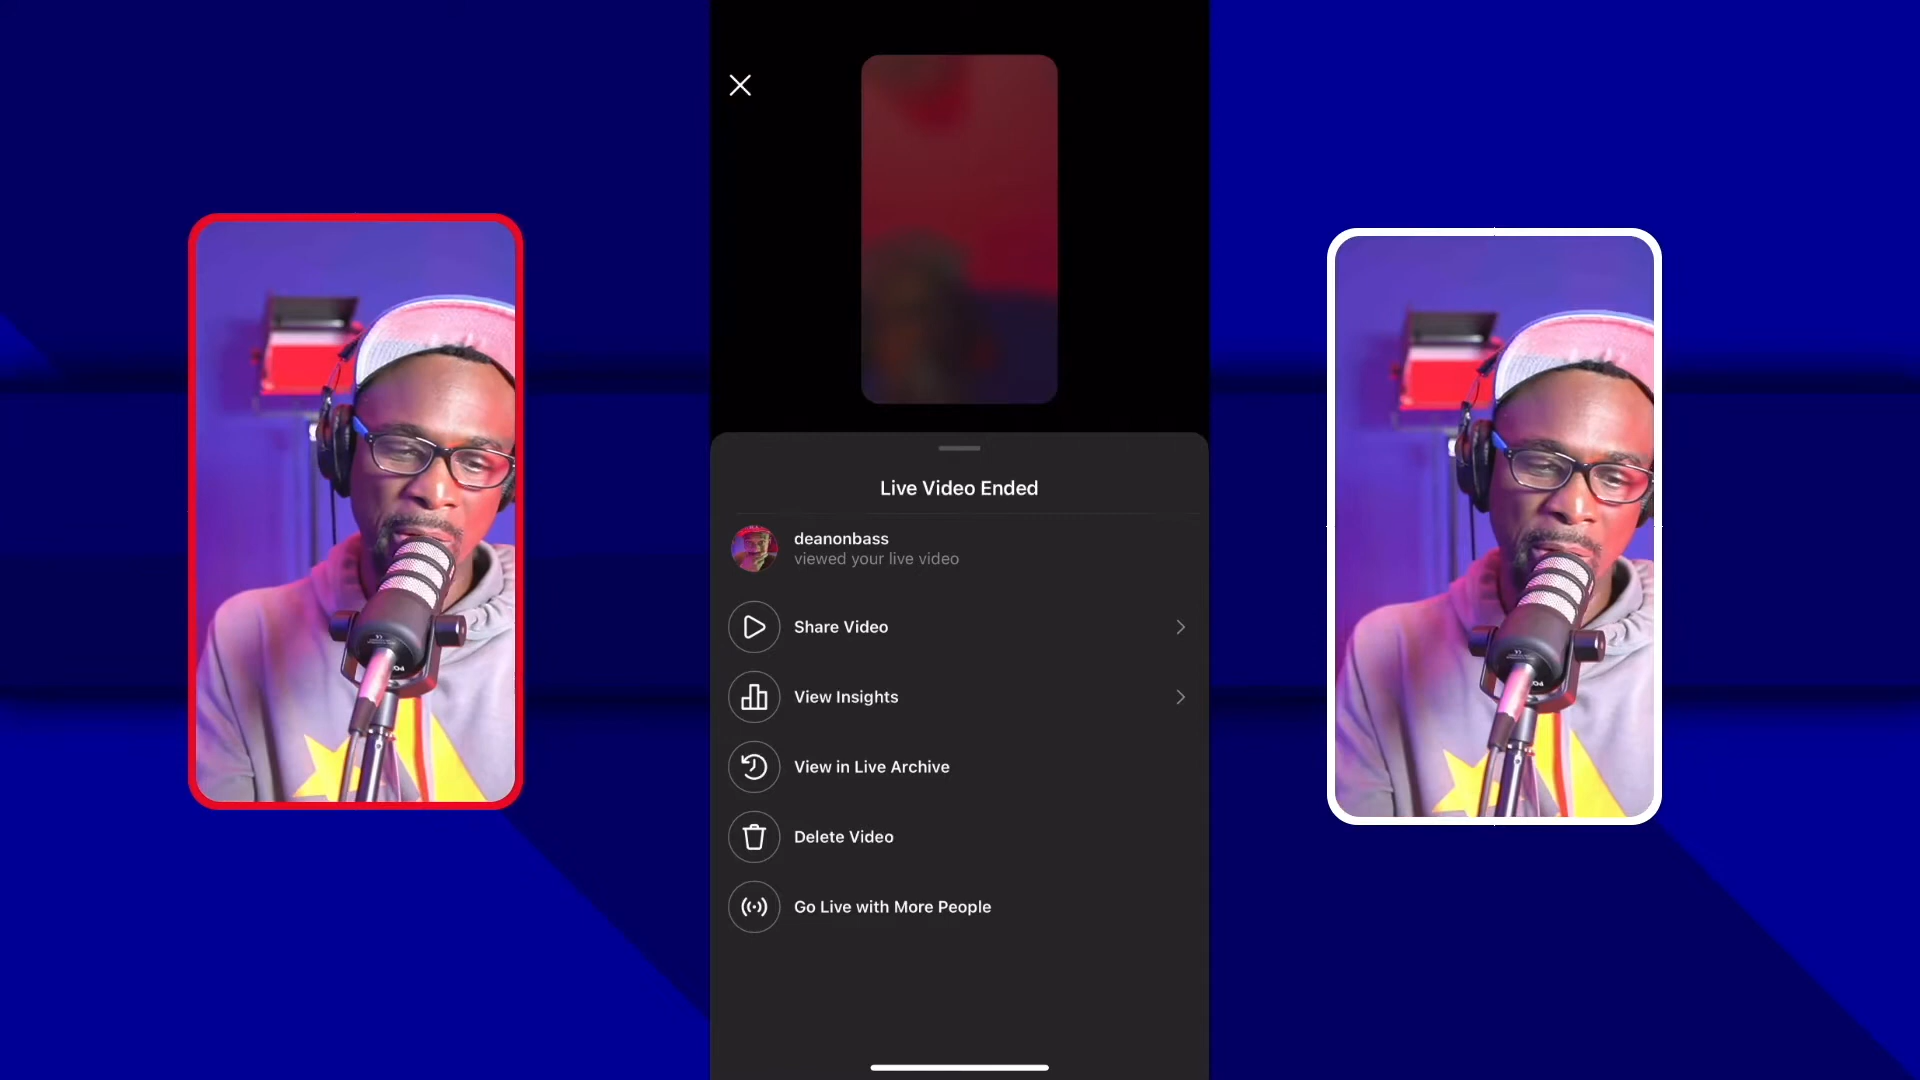 Live Video Ended
deanonbass
viewed your live video
Share Video
View Insights
View in Live Archive
Delete Video
Go Live with More People